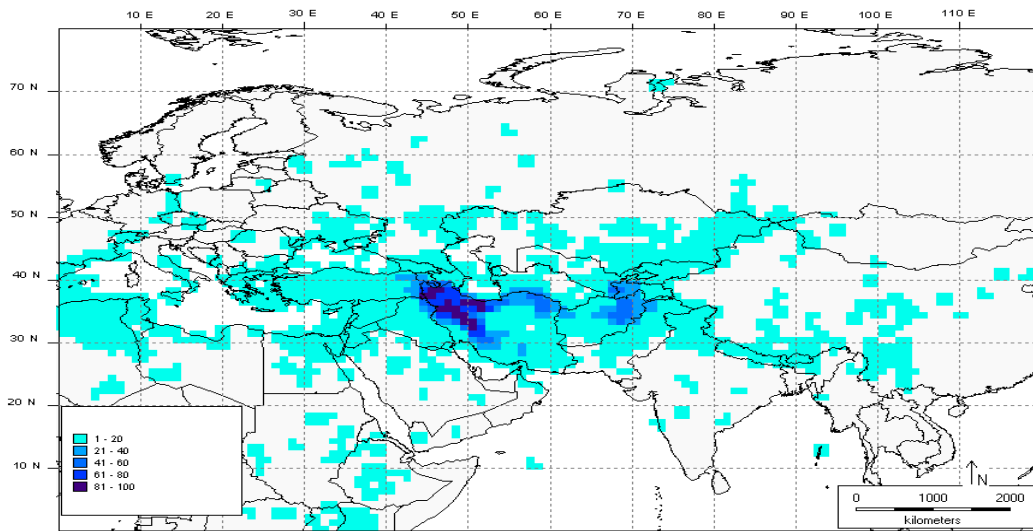 10 E 20 E 30 E 40 E 50 E 60 E 70 E 80 E 90 E 100 E 110 E
70 N
60 N
50 N
40 N
30 N
20 N
10 N
1 - 20
21 - 40
41 - 60
61 - 80
81 - 100
N
0 1000 2000
kilometers